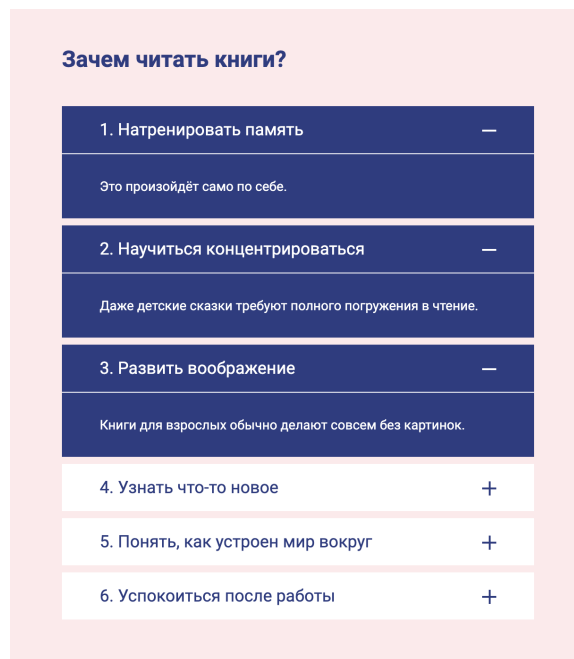 Зачем читать книги?
1. Натренировать память
Это произойдёт само по себе.
2. Научиться концентрироваться
Даже детские сказки требуют полного погружения в чтение.
3. Развить воображение
Книги для взрослых обычно делают совсем без картинок.
4. Узнать что-то новое
5. Понять, как устроен мир вокруг
6. Успокоиться после работы